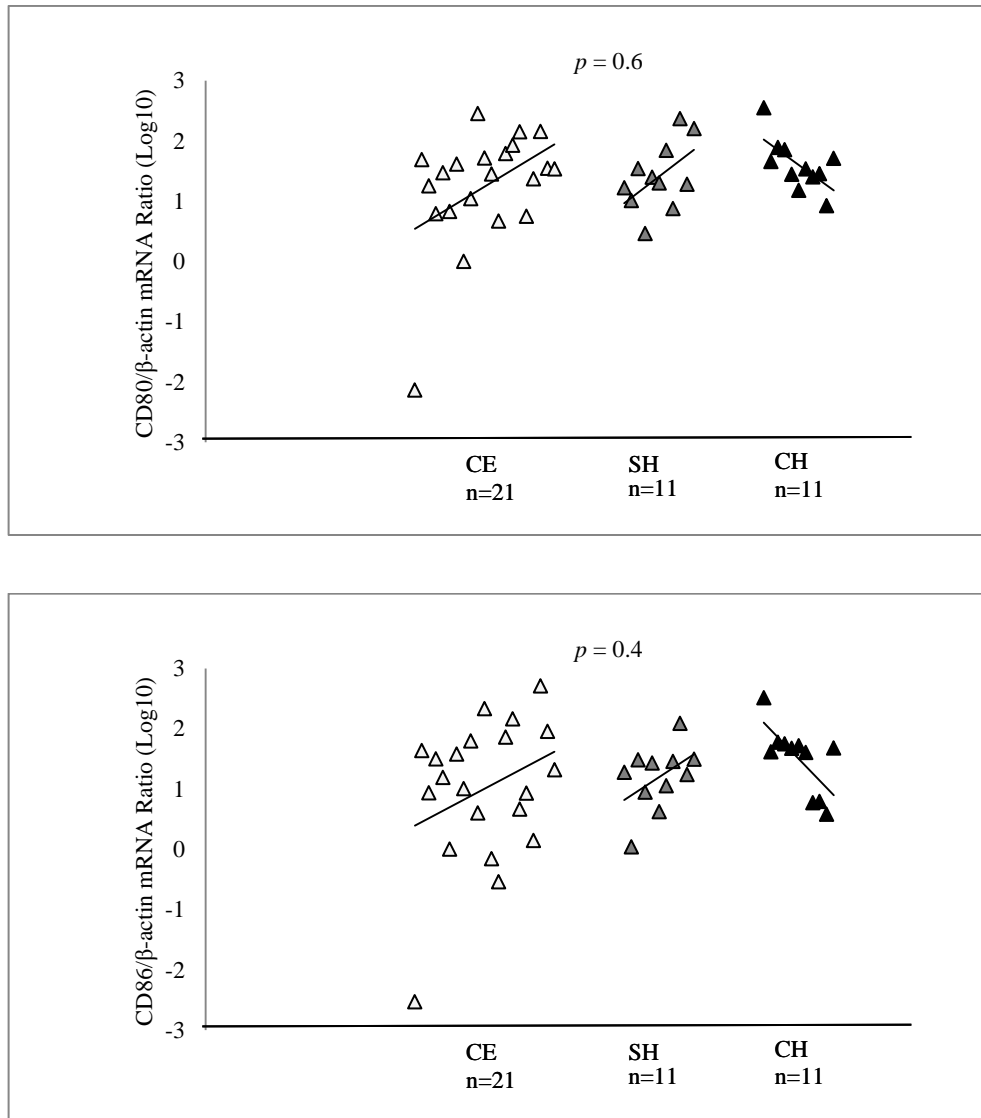 p = 0.6
CD80/β-actin mRNA Ratio (Log10)
3
2
1
0
-1
-2
-3
CE
n=21
SH
n=11
CH
n=11
p = 0.4
CD86/β-actin mRNA Ratio (Log10)
3
2
1
0
-1
-2
-3
CE
n=21
SH
n=11
CH
n=11